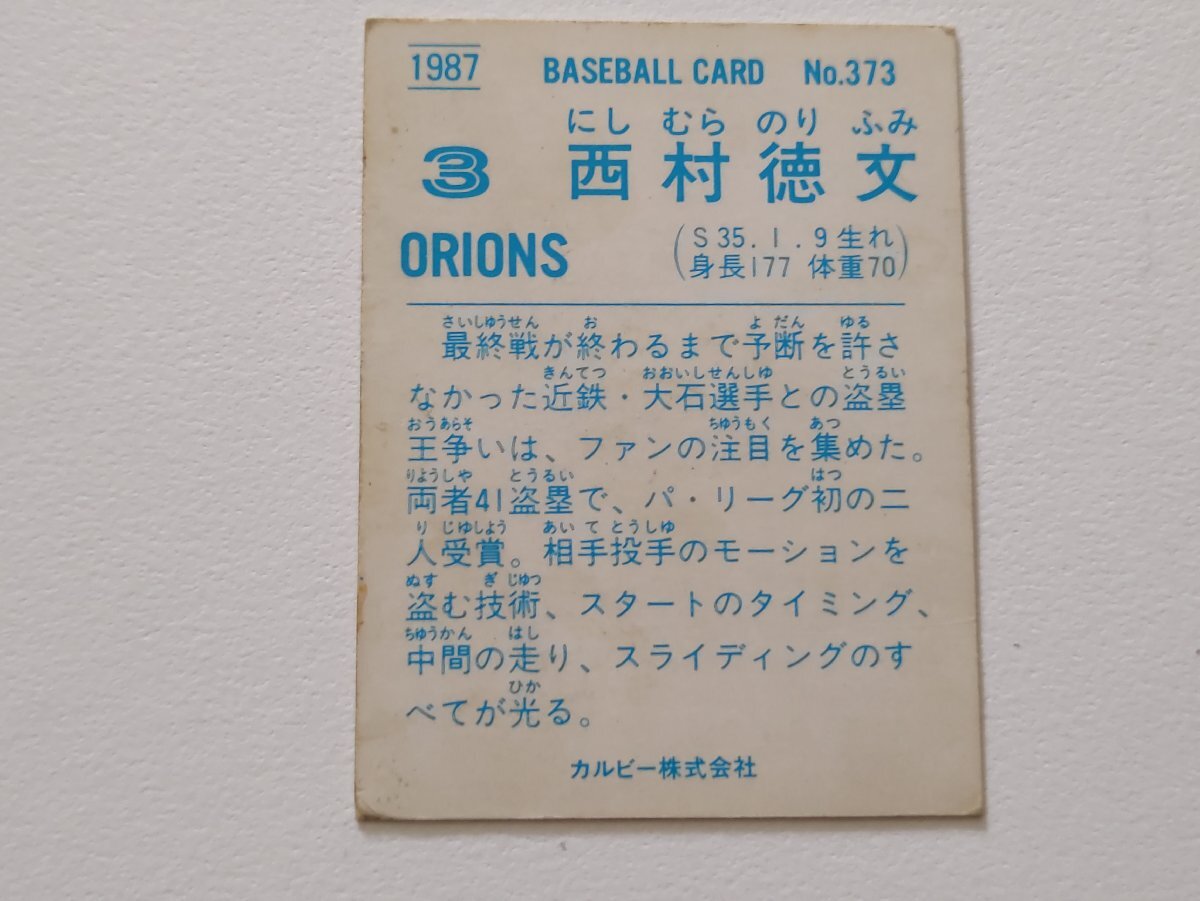 1987 BASEBALL CARD No.373
にし むら のり ふみ
3 西村徳文
ORIONS (S35.1.9生れ
身長177 体重70)
さいしゅうせん お よ だん ゆる
最終戦が終わるまで予断を許さ
きんてつ おおいしせんしゆ とうるい
なかった近鉄・大石選手との盗塁
おうあらそ ちゆうもく あつ
王争いは、ファンの注目を集めた。
りようしや とうるい はつ
両者41盗塁で、パ・リーグ初の二
り じゆしよう あい て とうしゆ
人受賞。相手投手のモーションを
ぬす ぎ じゆつ
盗む技術、スタートのタイミング、
ちゆうかん はし
中間の走り、スライディングのす
ひか
べてが光る。
カルビー株式会社